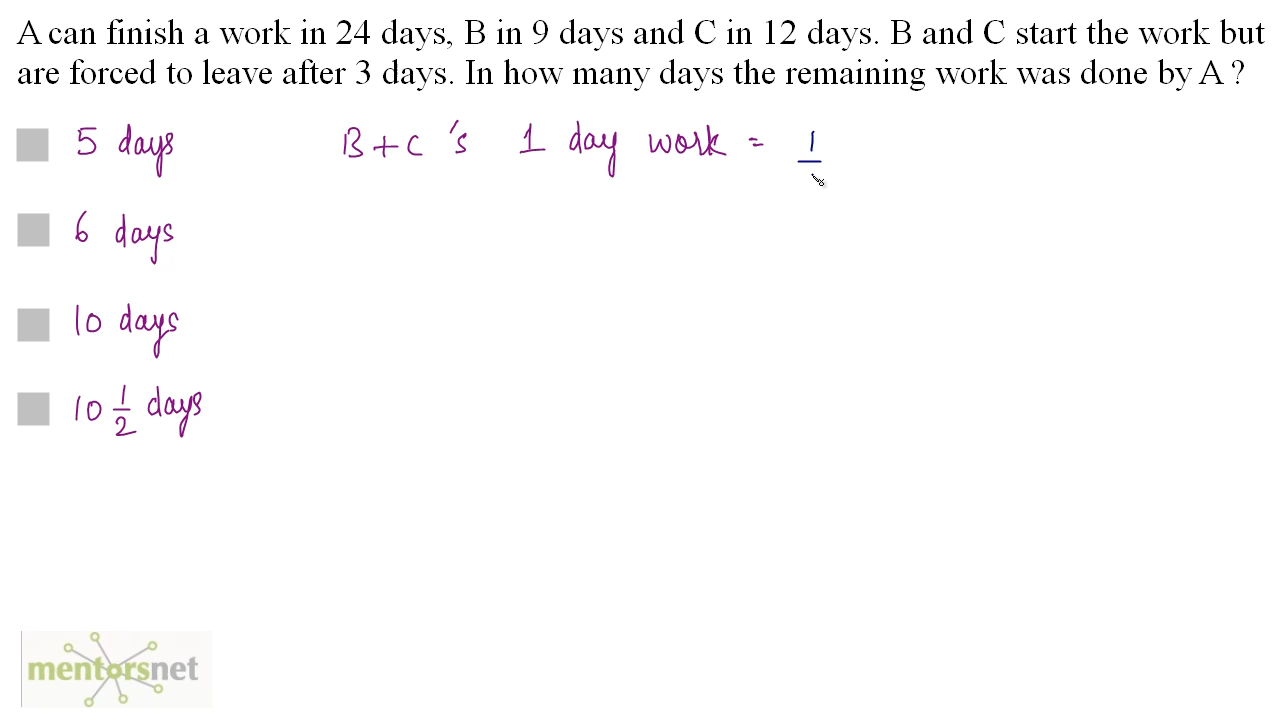 A can finish a work in 24 days, B in 9 days and C in 12 days. B and C start the work but
are forced to leave after 3 days. In how many days the remaining work was done by A ?
5 days
B+C's 1 day work = 1/
6 days
10 days
10 1/2 days
mentorsnet